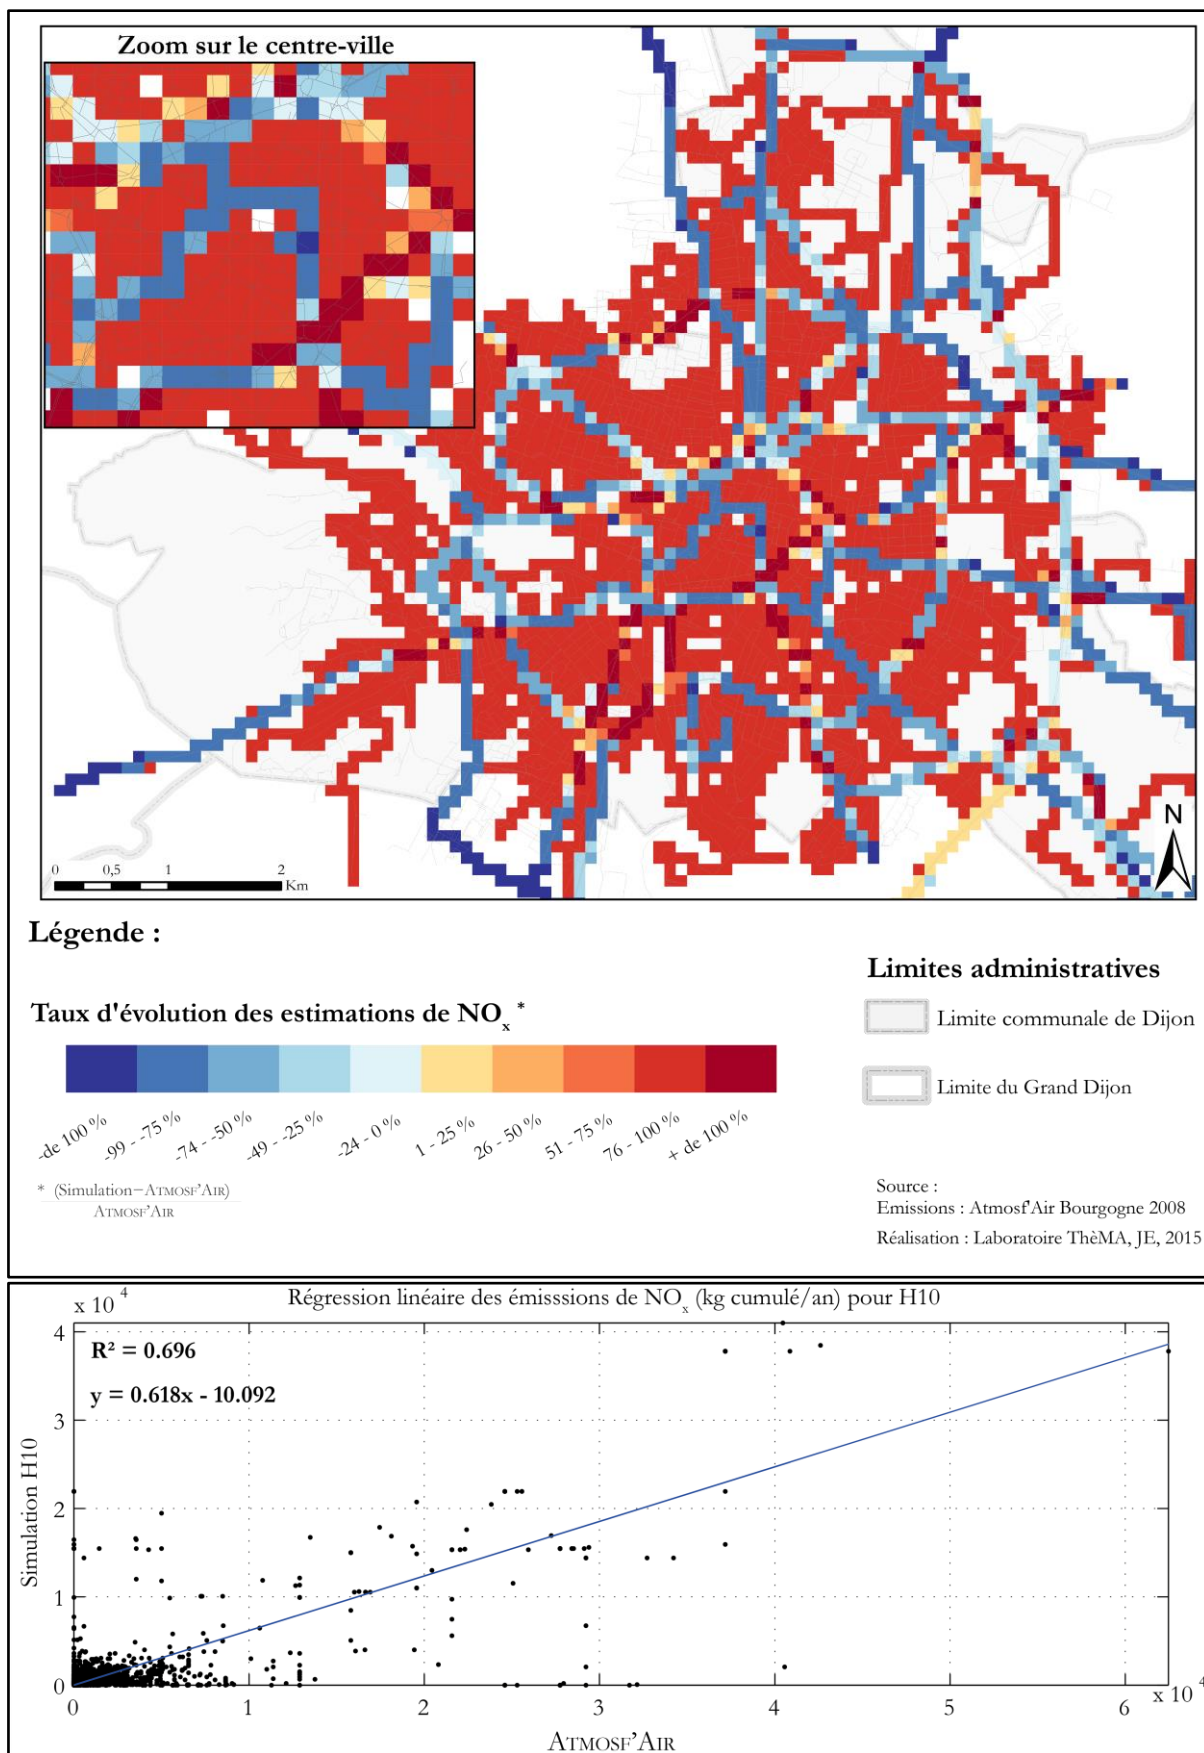 Zoom sur le centre-ville
N
0 0,5 1 2
Km
Légende :
Limites administratives
Taux d'évolution des estimations de NOx *
Limite communale de Dijon
Limite du Grand Dijon
-de 100 %
-99 - -75 %
-74 - -50 %
-49 - -25 %
-24 - 0 %
1 - 25 %
26 - 50 %
51 - 75 %
76 - 100 %
+ de 100 %
* (Simulation−ATMOSF'AIR)
ATMOSF'AIR
Source :
Emissions : Atmosf'Air Bourgogne 2008
Réalisation : Laboratoire ThèMA, JE, 2015
x 10⁴
Régression linéaire des émisssions de NOx (kg cumulé/an) pour H10
R² = 0.696
y = 0.618x - 10.092
4
3
2
1
0
Simulation H10
0 1 2 3 4 5 6
x 10⁴
ATMOSF'AIR